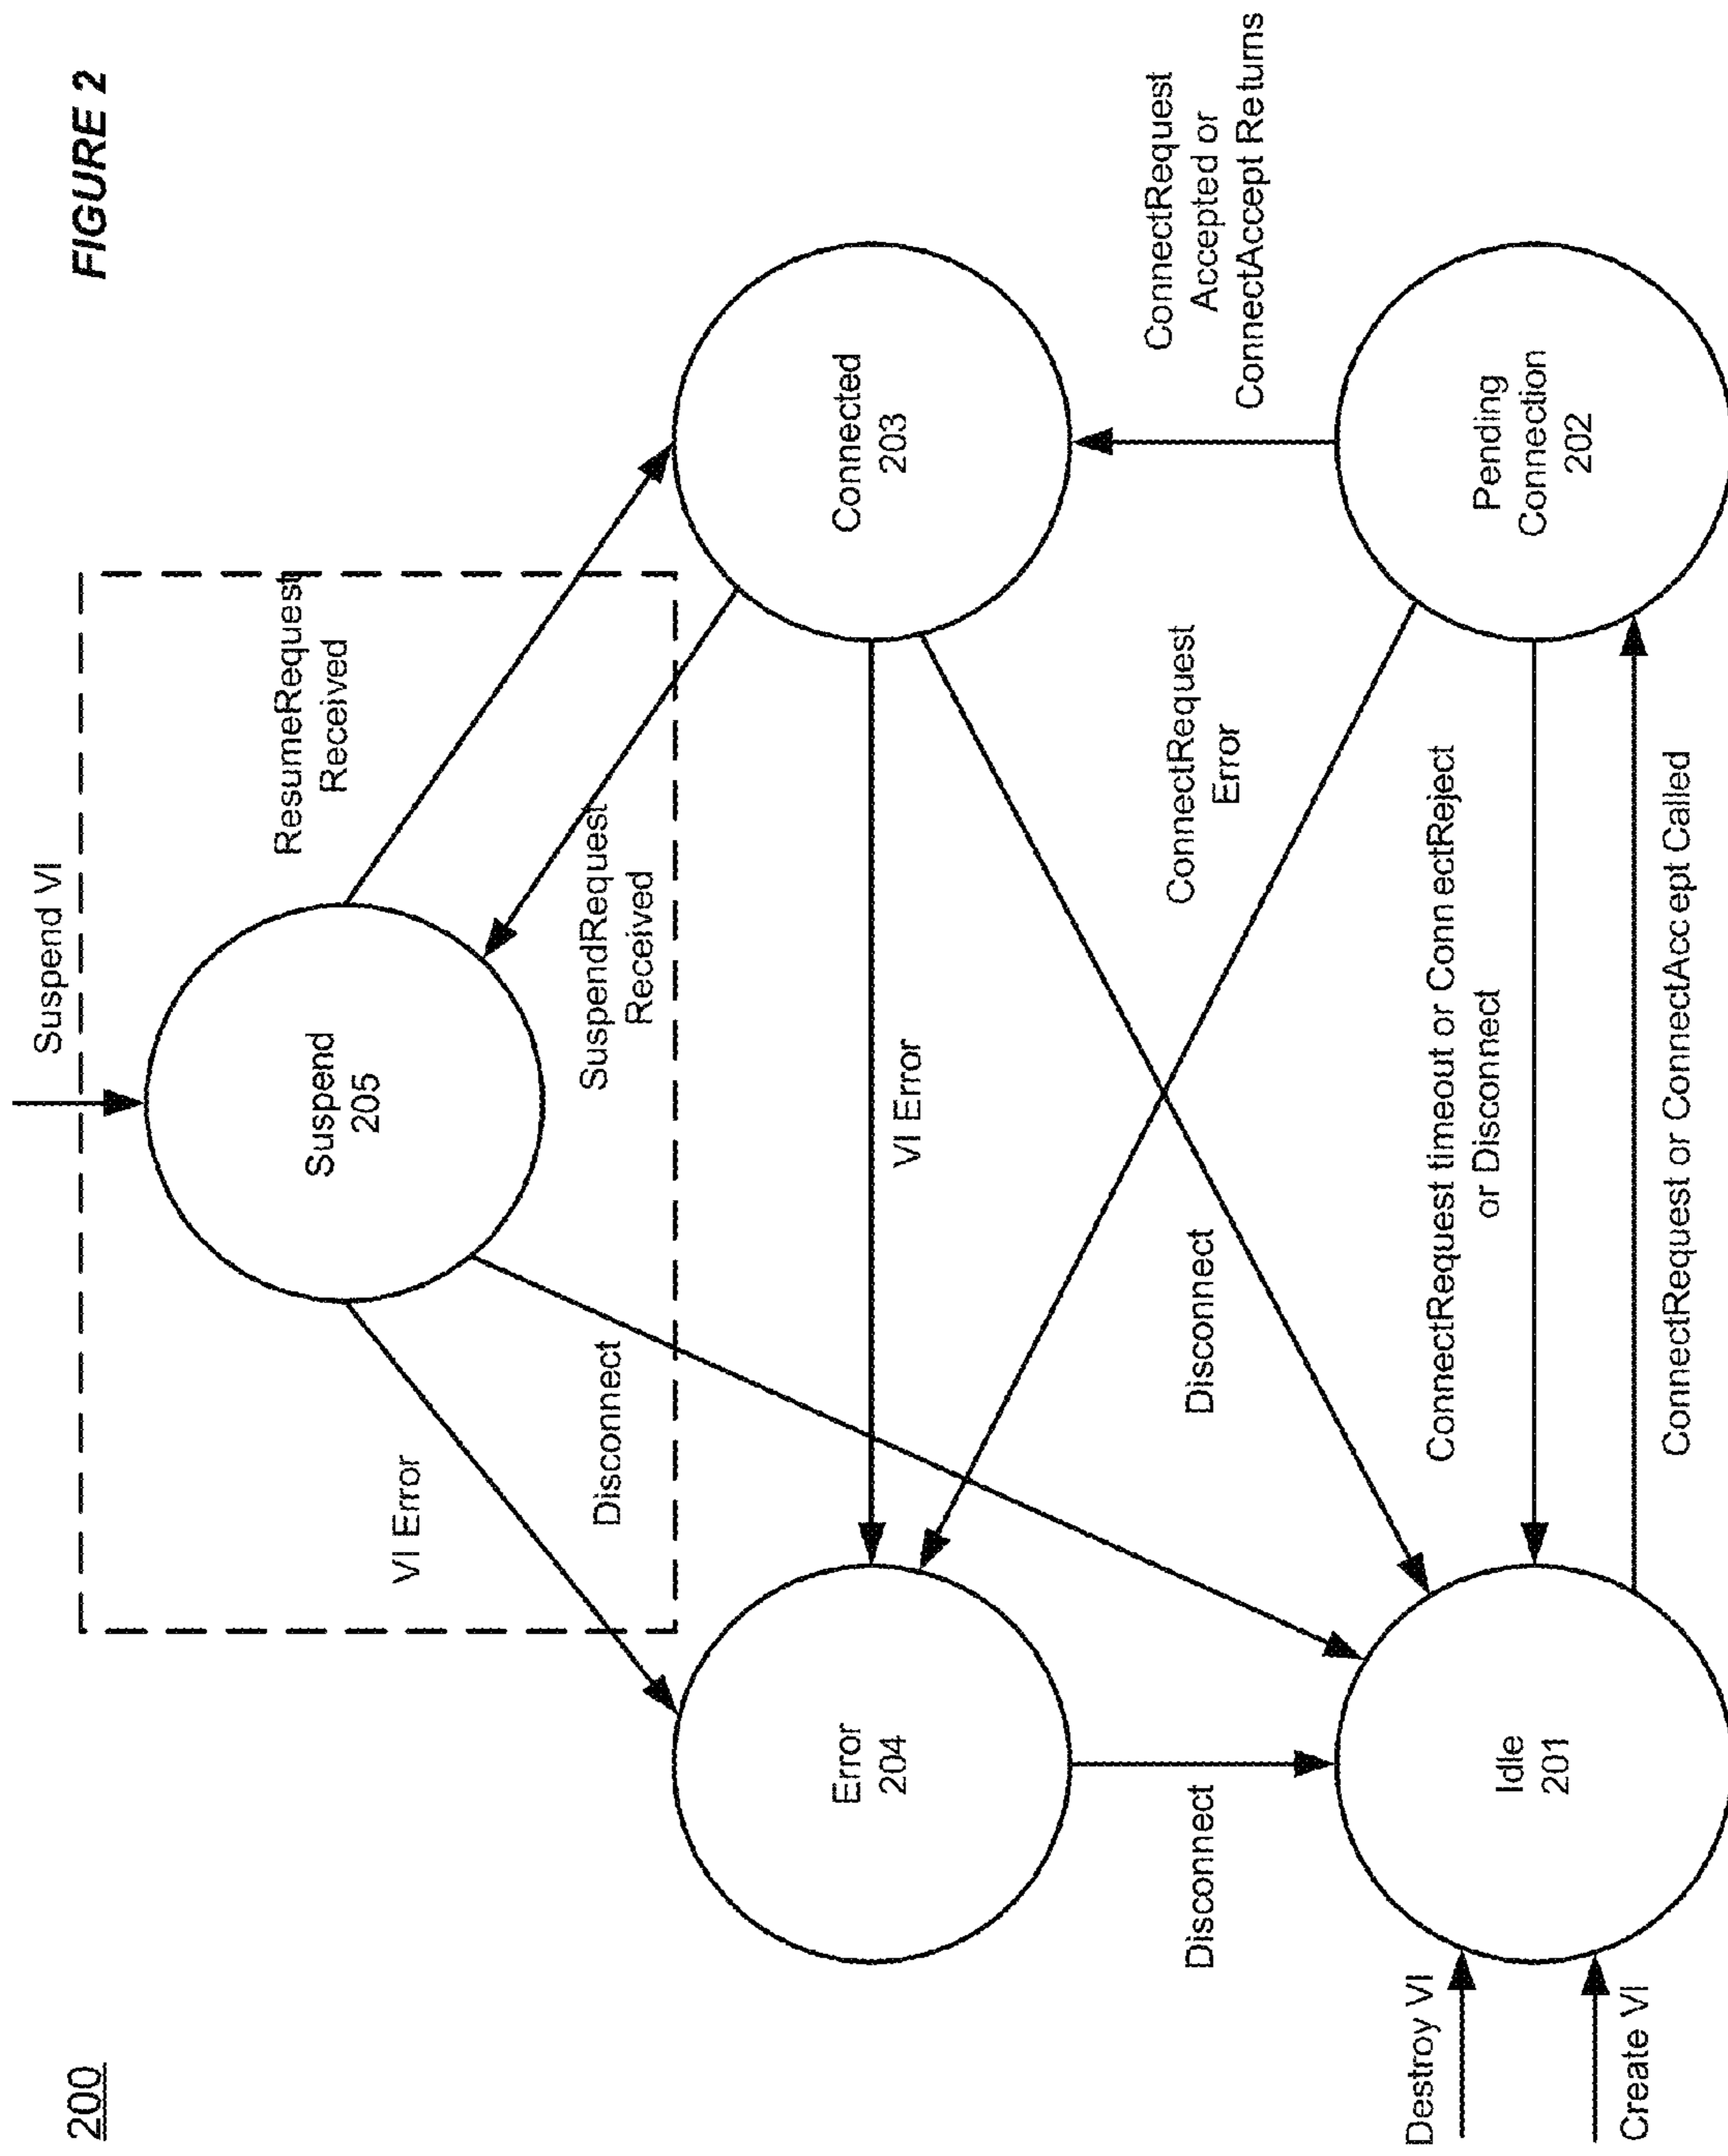 200
FIGURE 2
Suspend VI
Suspend
205
ResumeRequest
Received
VI Error
Disconnect
SuspendRequest
Received
Error
204
VI Error
Connected
203
Disconnect
Disconnect
ConnectRequest
Error
ConnectRequest
Accepted or
ConnectAccept Returns
Destroy VI
Create VI
Idle
201
ConnectRequest timeout or ConnectReject
or Disconnect
ConnectRequest or ConnectAccept Called
Pending
Connection
202